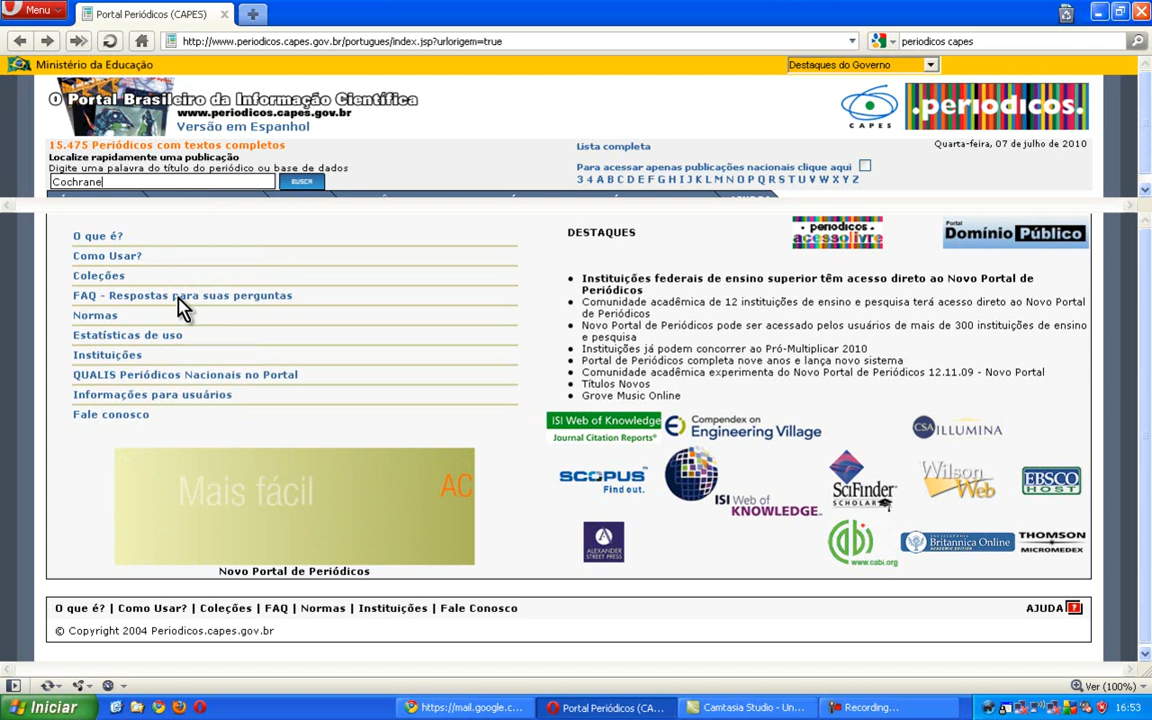 Menu
Portal Periódicos (CAPES)
http://www.periodicos.capes.gov.br/portugues/index.jsp?urlorigem=true
periodicos capes
Ministério da Educação
Destaques do Governo
O Portal Brasileiro da Informação Científica
www.periodicos.capes.gov.br
Versão em Espanhol
CAPES
.periodicos.
15.475 Periódicos com textos completos
Localize rapidamente uma publicação
Digite uma palavra do título do periódico ou base de dados
Cochrane
BUSCA
Lista completa
Para acessar apenas publicações nacionais clique aqui
3 4 A B C D E F G H I J K L M N O P Q R S T U V W X Y Z
Quarta-feira, 07 de julho de 2010
O que é?
Como Usar?
Coleções
FAQ - Respostas para suas perguntas
Normas
Estatísticas de uso
Instituições
QUALIS Periódicos Nacionais no Portal
Informações para usuários
Fale conosco
Mais fácil
AC
Novo Portal de Periódicos
DESTAQUES
.periodicos.
acessolivre
Portal
Domínio Público
Instituições federais de ensino superior têm acesso direto ao Novo Portal de
Periódicos
Comunidade acadêmica de 12 instituições de ensino e pesquisa terá acesso direto ao Novo Portal
de Periódicos
Novo Portal de Periódicos pode ser acessado pelos usuários de mais de 300 instituições de ensino
e pesquisa
Instituições já podem concorrer ao Pró-Multiplicar 2010
Portal de Periódicos completa nove anos e lança novo sistema
Comunidade acadêmica experimenta do Novo Portal de Periódicos 12.11.09 - Novo Portal
Títulos Novos
Grove Music Online
ISI Web of Knowledge
Journal Citation Reports®
Compendex on
Engineering Village
CSA ILLUMINA
SCOPUS™
Find out.
ISI Web of
KNOWLEDGE.
SciFinder
SCHOLAR
Wilson
Web
EBSCO
HOST
ALEXANDER
STREET PRESS
cabi
www.cabi.org
Britannica Online
THOMSON
MICROMEDEX
O que é? | Como Usar? | Coleções | FAQ | Normas | Instituições | Fale Conosco
AJUDA ?
© Copyright 2004 Periodicos.capes.gov.br
Ver (100%)
Iniciar
https://mail.google.c...
Portal Periódicos (CA...
Camtasia Studio - Un...
Recording...
16:53